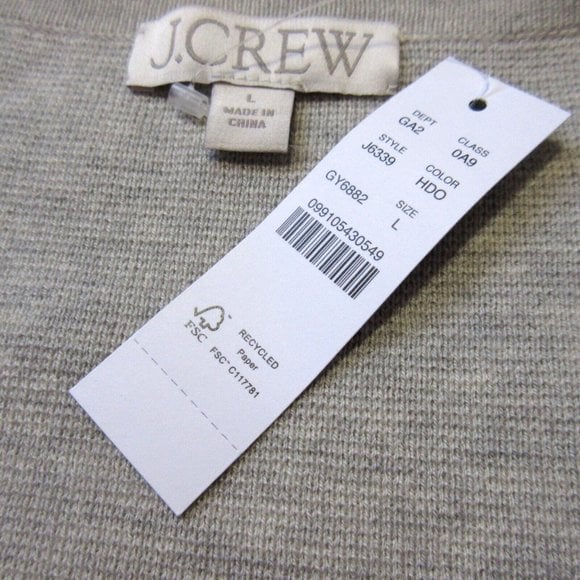 J.CREW
L
MADE IN
CHINA
DEPT CLASS
GA2 0A9
STYLE COLOR
J6339 HDO
SIZE
GY6882 L
099105430549
FSC
RECYCLED
Paper
FSC™ C117781